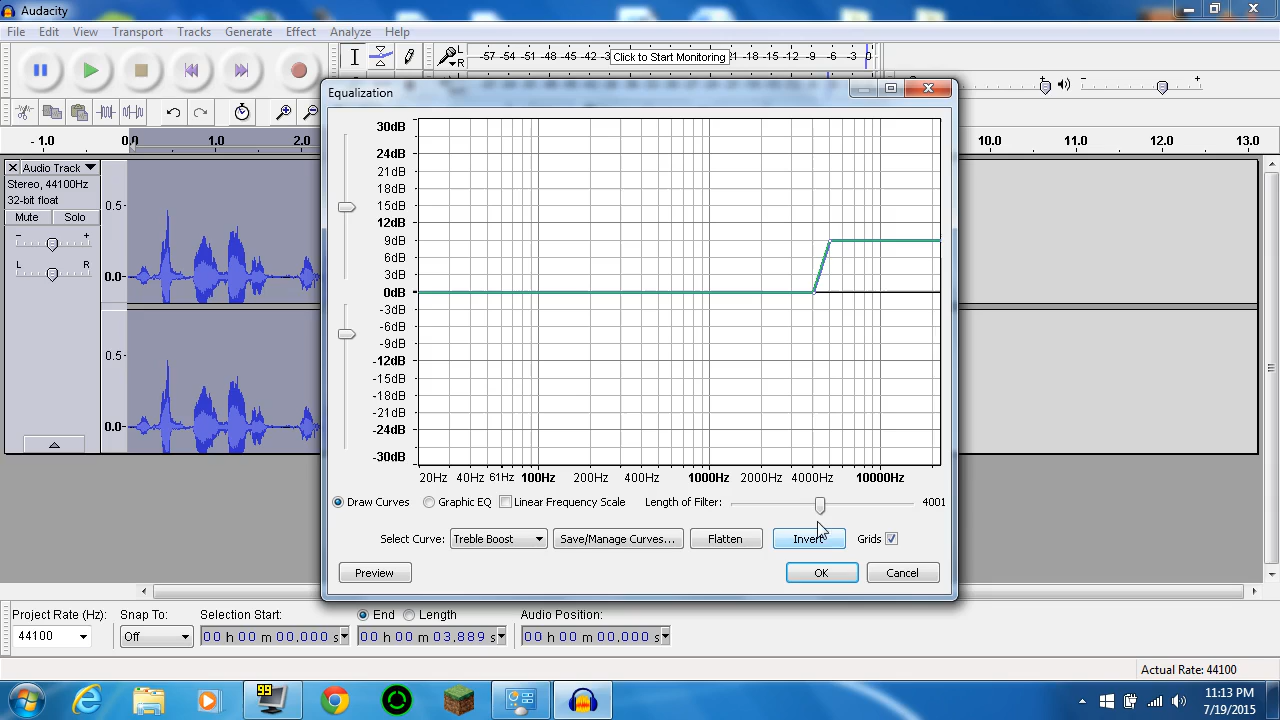 Audacity
File Edit View Transport Tracks Generate Effect Analyze Help
L R
-57 -54 -51 -48 -45 -42
Click to Start Monitoring
-18 -15 -12 -9 -6 -3 0
Equalization
- 1.0 0.0 1.0 2.0 10.0 11.0 12.0 13.0
Audio Track
Stereo, 44100Hz
32-bit float
Mute Solo
- +
L R
0.5
0.0
0.5
0.0
30dB
24dB
21dB
18dB
15dB
12dB
9dB
6dB
3dB
0dB
-3dB
-6dB
-9dB
-12dB
-15dB
-18dB
-21dB
-24dB
-30dB
20Hz 40Hz 61Hz 100Hz 200Hz 400Hz 1000Hz 2000Hz 4000Hz 10000Hz
Draw Curves Graphic EQ Linear Frequency Scale Length of Filter: 4001
Select Curve: Treble Boost Save/Manage Curves... Flatten Invert Grids
Preview OK Cancel
Project Rate (Hz): Snap To: Selection Start: End Length Audio Position:
44100 Off 00 h 00 m 00.000 s 00 h 00 m 03.889 s 00 h 00 m 00.000 s
Actual Rate: 44100
99
11:13 PM
7/19/2015